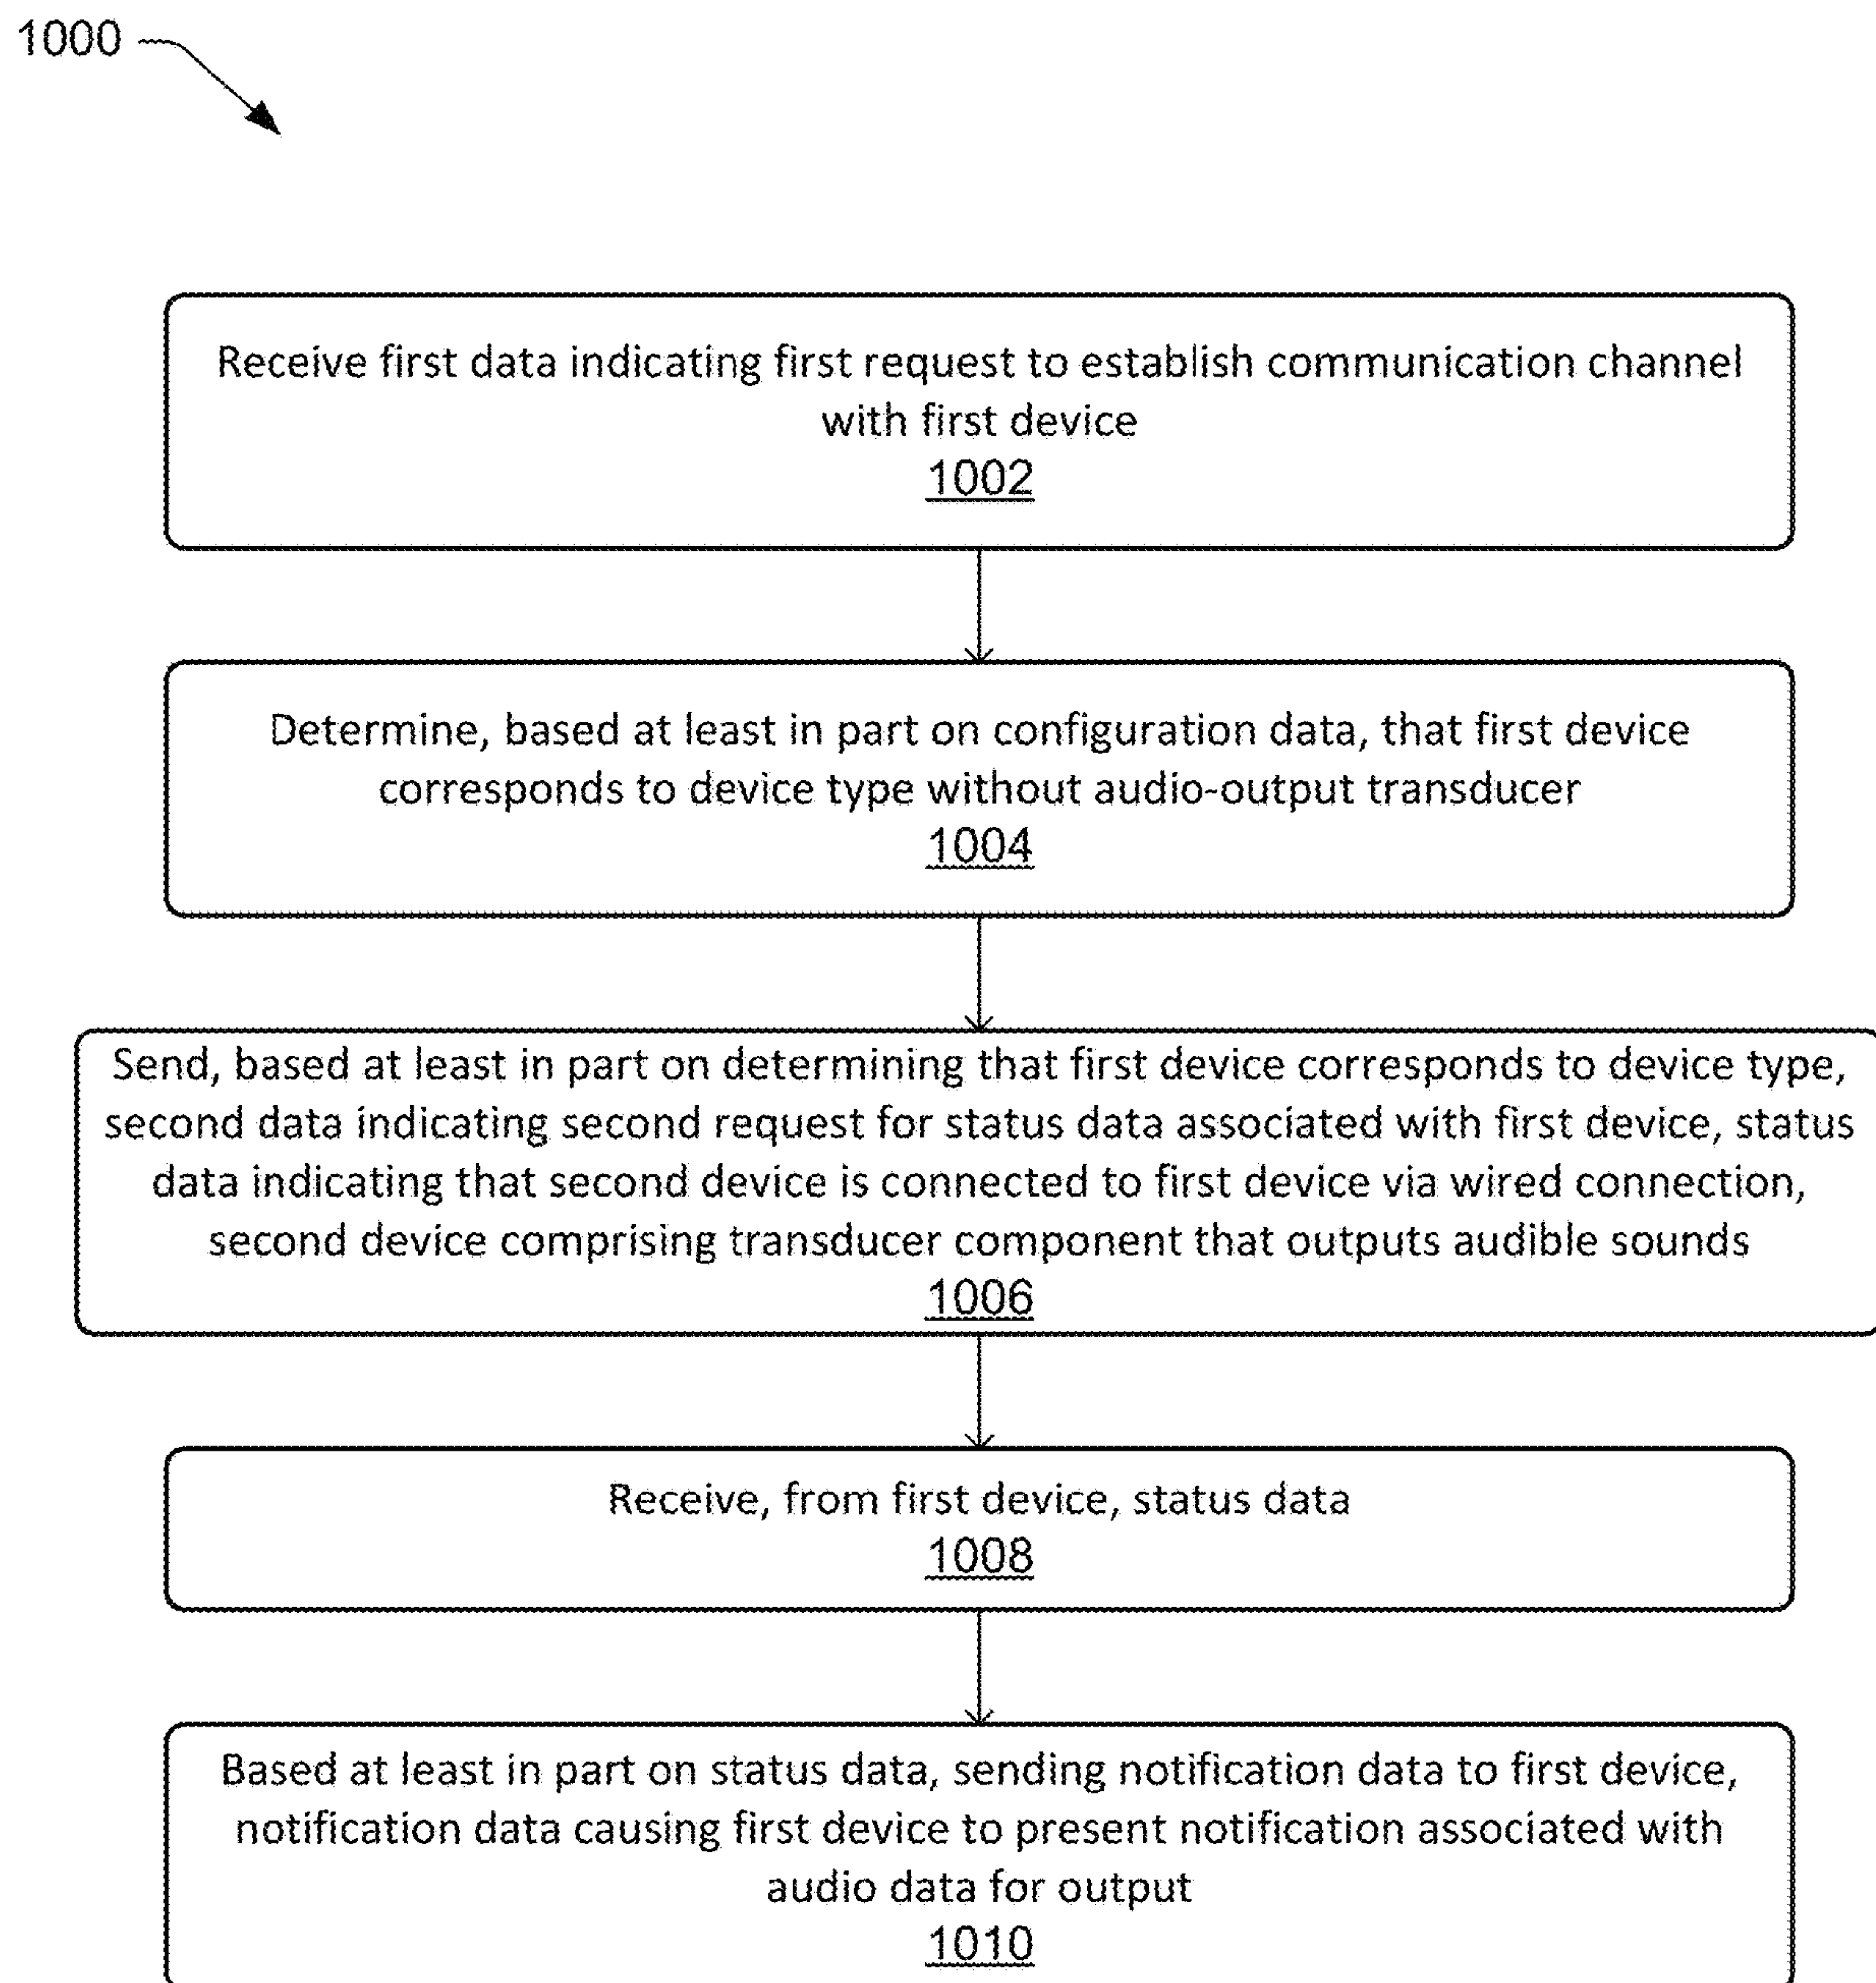 1000
Receive first data indicating first request to establish communication channel
with first device
1002
Determine, based at least in part on configuration data, that first device
corresponds to device type without audio-output transducer
1004
Send, based at least in part on determining that first device corresponds to device type,
second data indicating second request for status data associated with first device, status
data indicating that second device is connected to first device via wired connection,
second device comprising transducer component that outputs audible sounds
1006
Receive, from first device, status data
1008
Based at least in part on status data, sending notification data to first device,
notification data causing first device to present notification associated with
audio data for output
1010